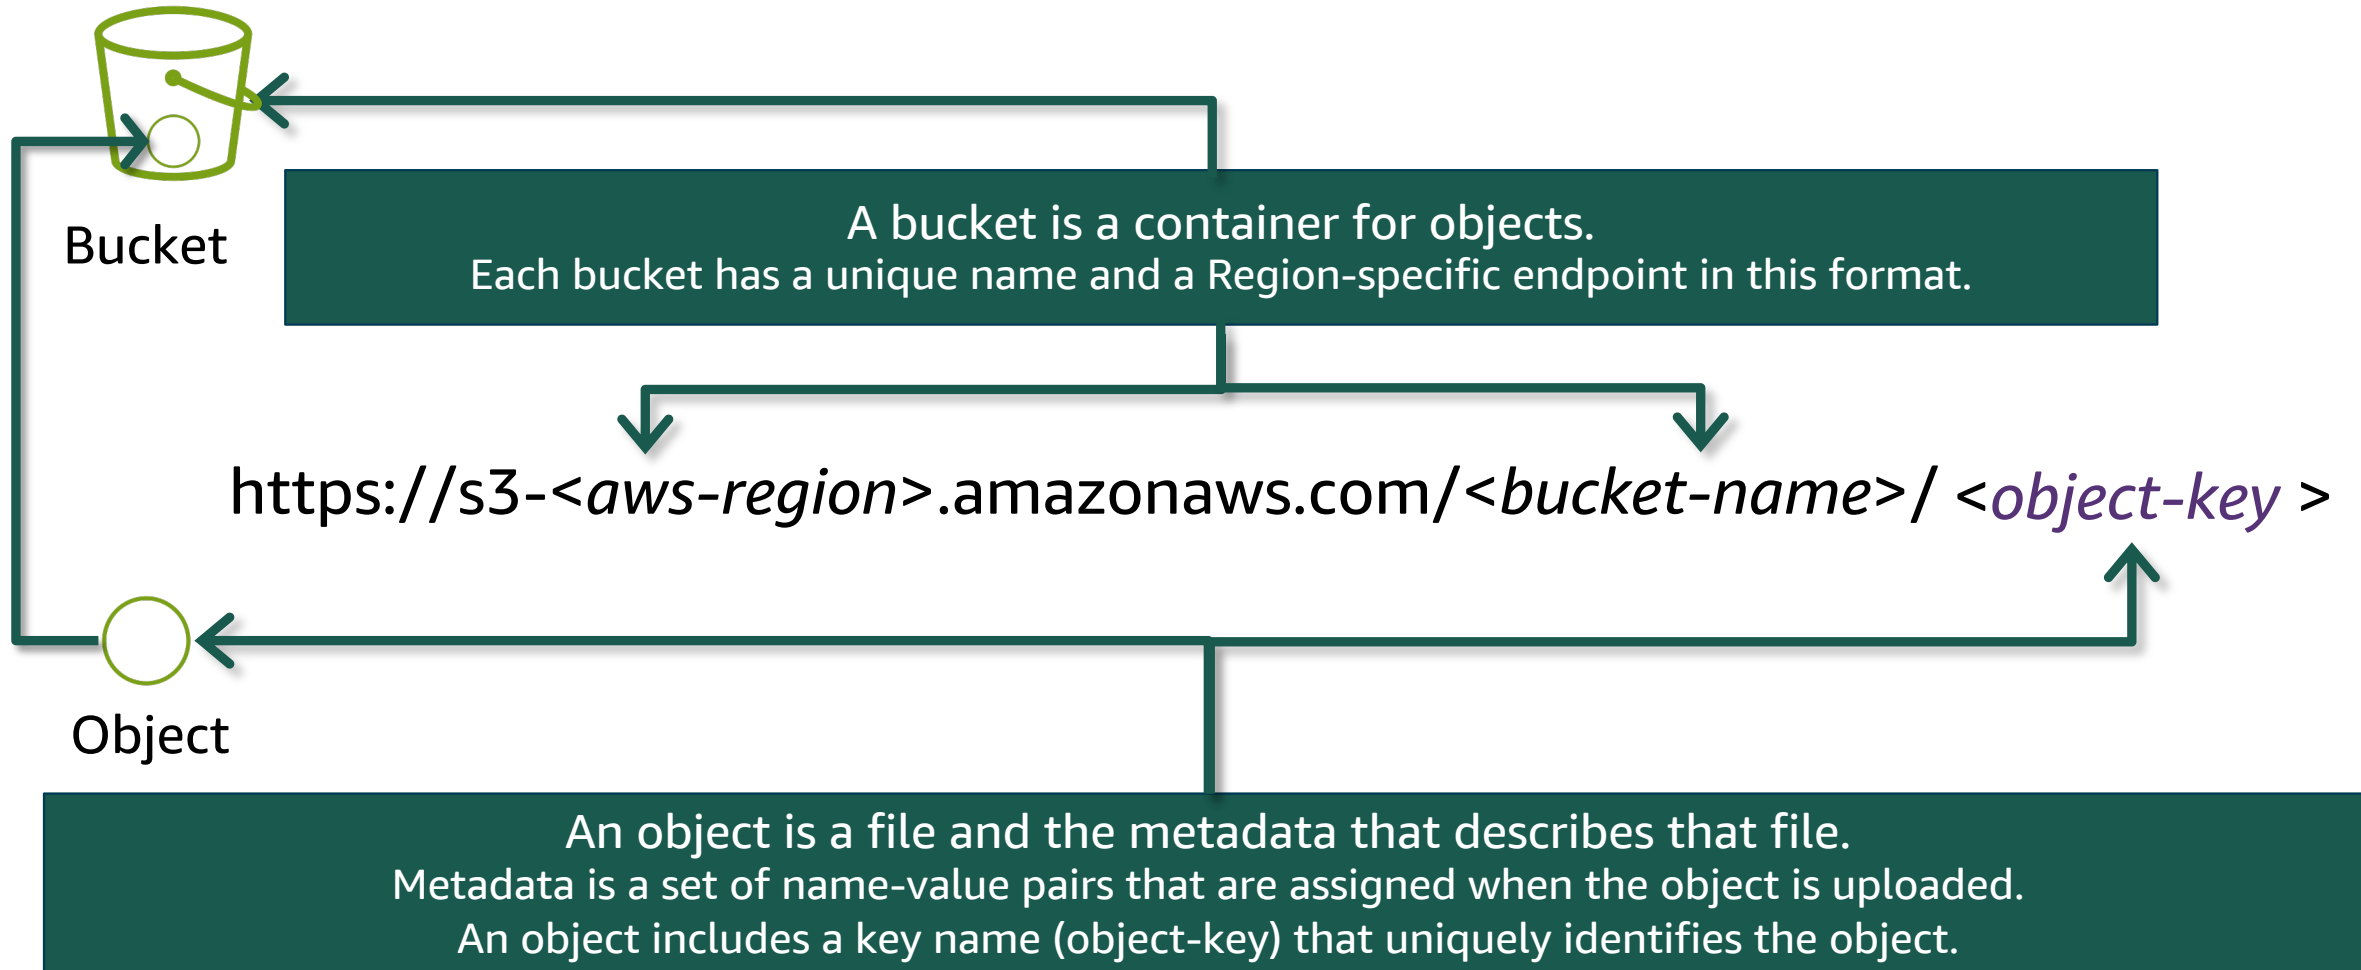 Bucket
A bucket is a container for objects.
Each bucket has a unique name and a Region-specific endpoint in this format.
https://s3-<aws-region>.amazonaws.com/<bucket-name>/ <object-key >
Object
An object is a file and the metadata that describes that file.
Metadata is a set of name-value pairs that are assigned when the object is uploaded.
An object includes a key name (object-key) that uniquely identifies the object.